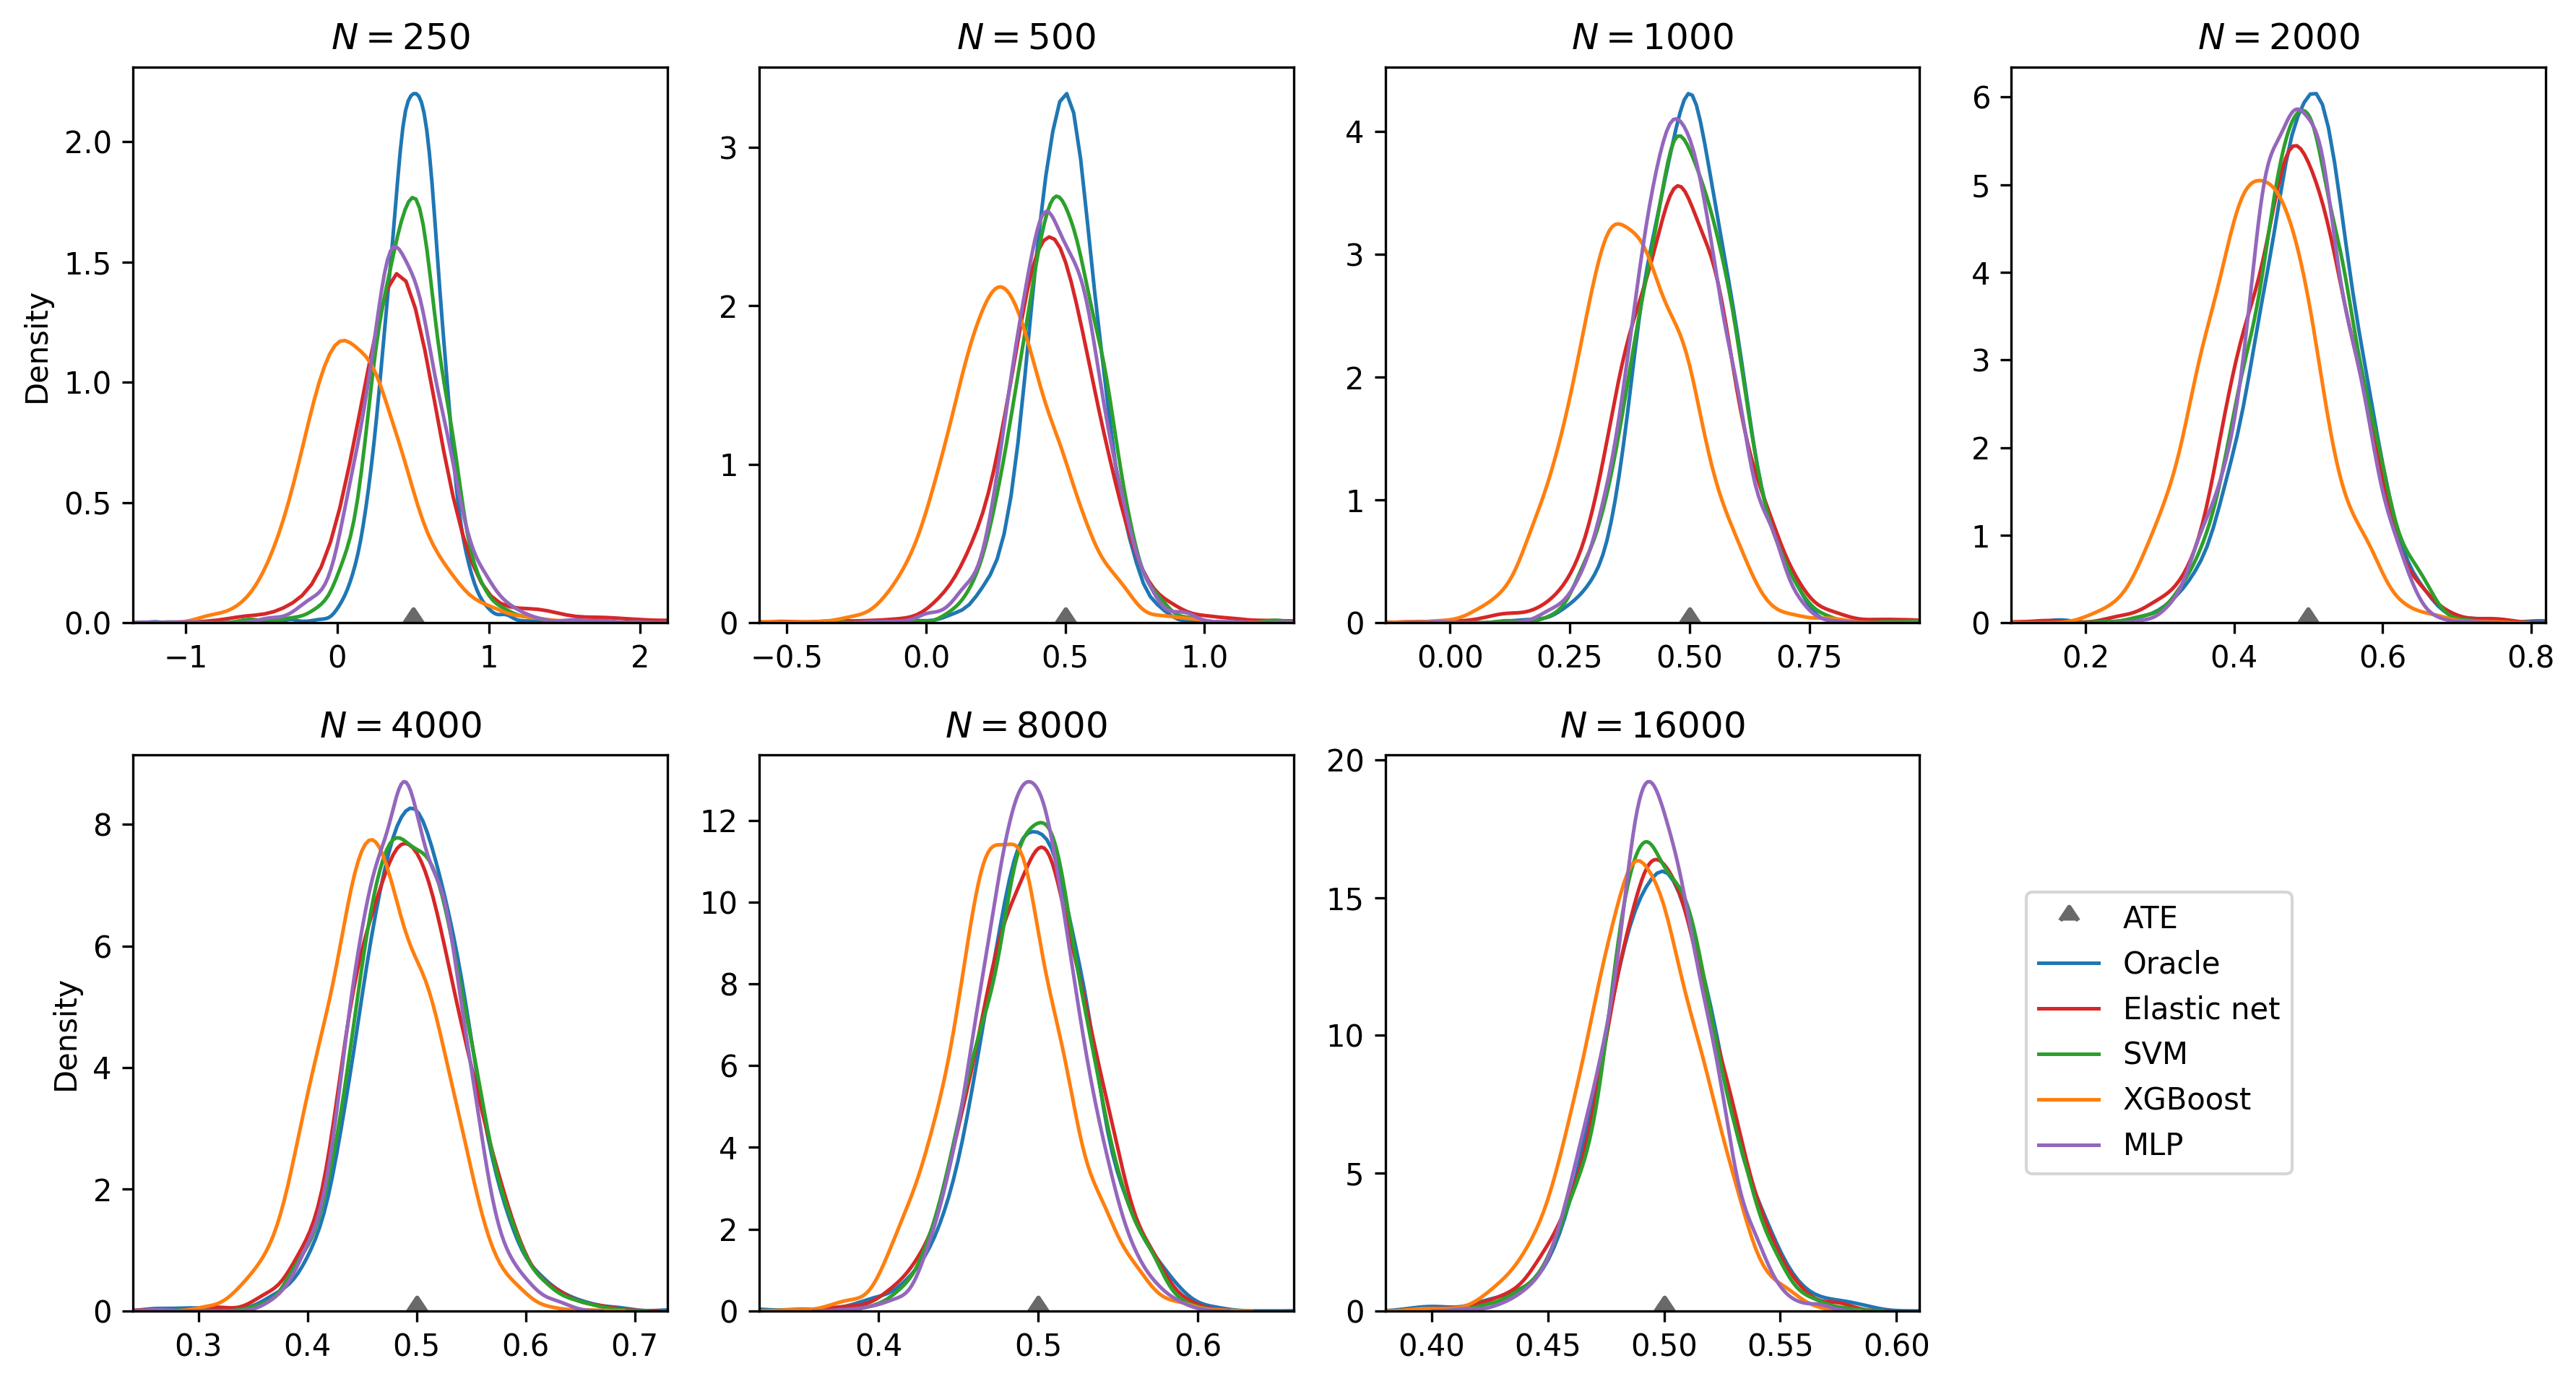 N = 250
N = 500
N = 1000
N = 2000
Density
2.0
1.5
1.0
0.5
0.0
−1 0 1 2
3
2
1
0
−0.5 0.0 0.5 1.0
4
3
2
1
0
0.00 0.25 0.50 0.75
6
5
4
3
2
1
0
0.2 0.4 0.6 0.8
N = 4000
N = 8000
N = 16000
Density
8
6
4
2
0
0.3 0.4 0.5 0.6 0.7
12
10
8
6
4
2
0
0.4 0.5 0.6
20
15
10
5
0
0.40 0.45 0.50 0.55 0.60
ATE
Oracle
Elastic net
SVM
XGBoost
MLP